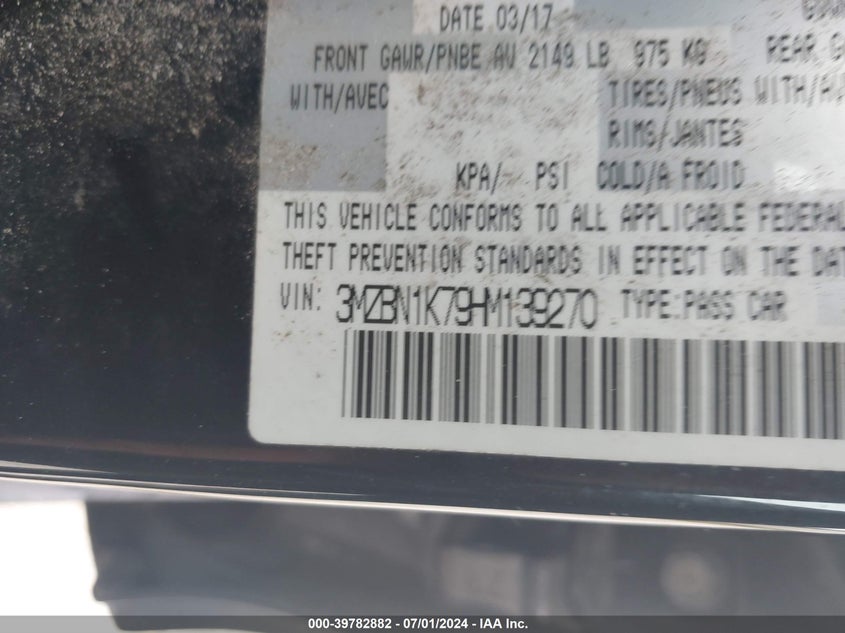 DATE 03/17
FRONT GAWR/PNBE AV 2149 LB 975 KG REAR
WITH/AVEC TIRES/PNEUS WITH/AV
RIMS/JANTES
KPA/ PSI COLD/A FROID
THIS VEHICLE CONFORMS TO ALL APPLICABLE FEDERAL
THEFT PREVENTION STANDARDS IN EFFECT ON THE DAT
VIN: 3MZBN1K79HM139270 TYPE:PASS CAR
000-39782882 - 07/01/2024 - IAA Inc.